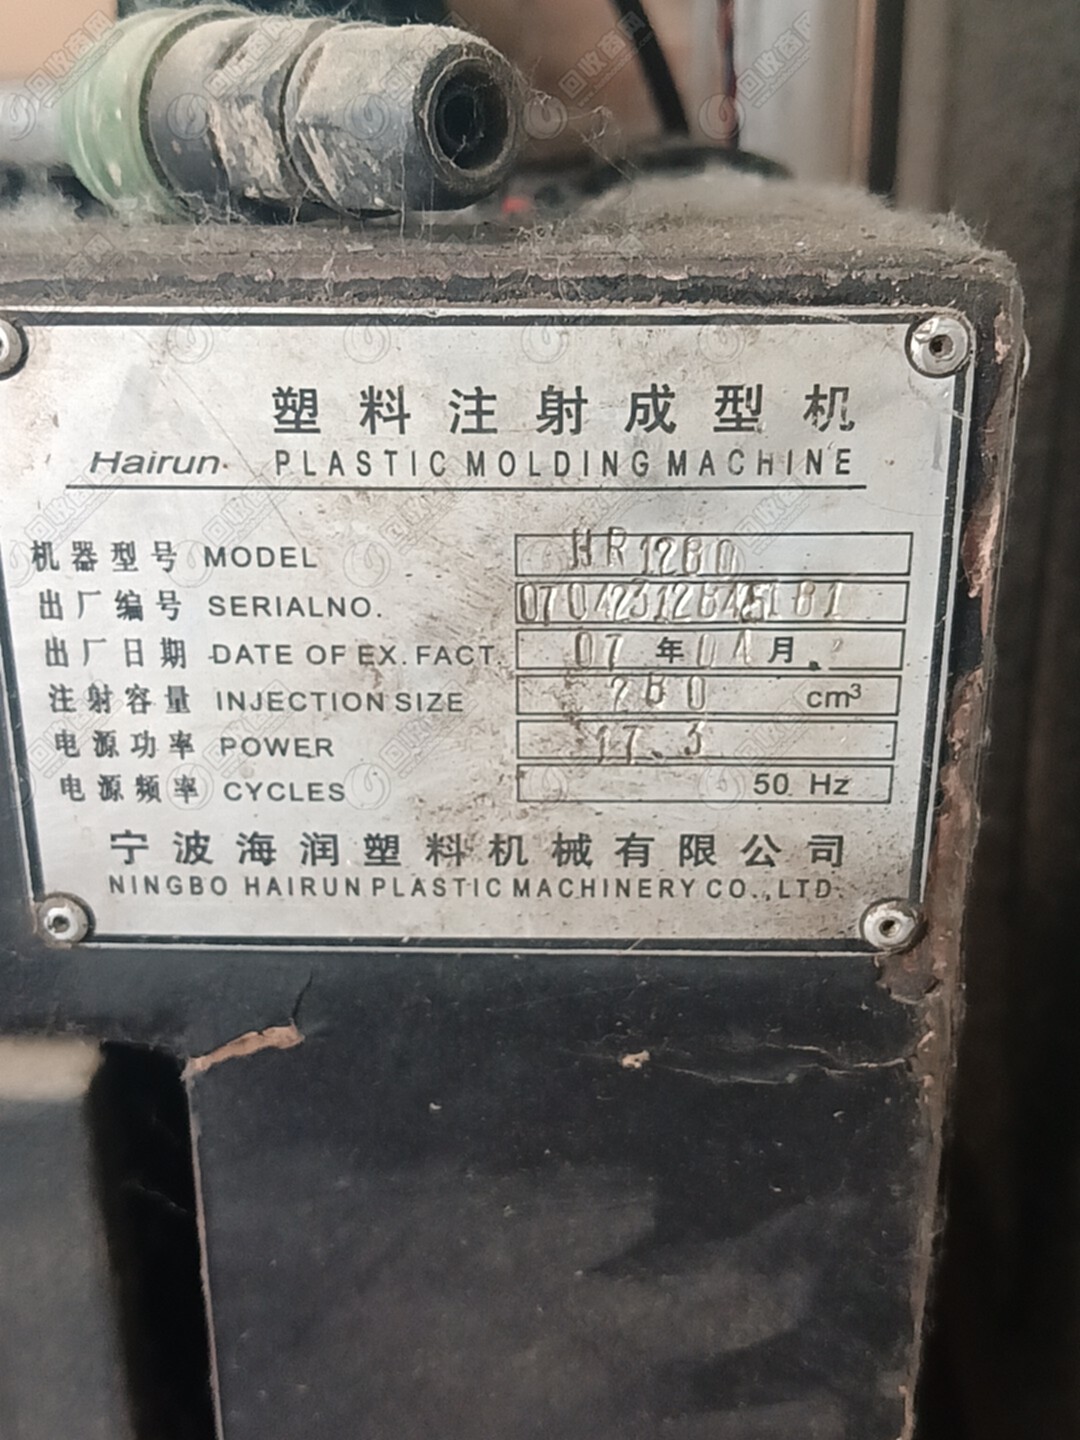 塑料注射成型机
Hairun. PLASTIC MOLDING MACHINE
机器型号 MODEL HR1280
出厂编号 SERIALNO.
出厂日期 DATE OF EX. FACT. 07 年 04 月
注射容量 INJECTION SIZE 280 cm³
电源功率 POWER 17.3
电源频率 CYCLES 50 Hz
宁波海润塑料机械有限公司
NINGBO HAIRUN PLASTIC MACHINERY CO.,LTD.